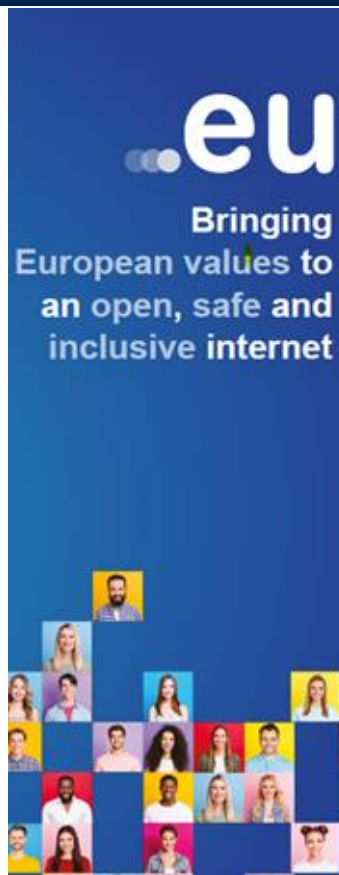 .eu
Bringing
European values to
an open, safe and
inclusive internet